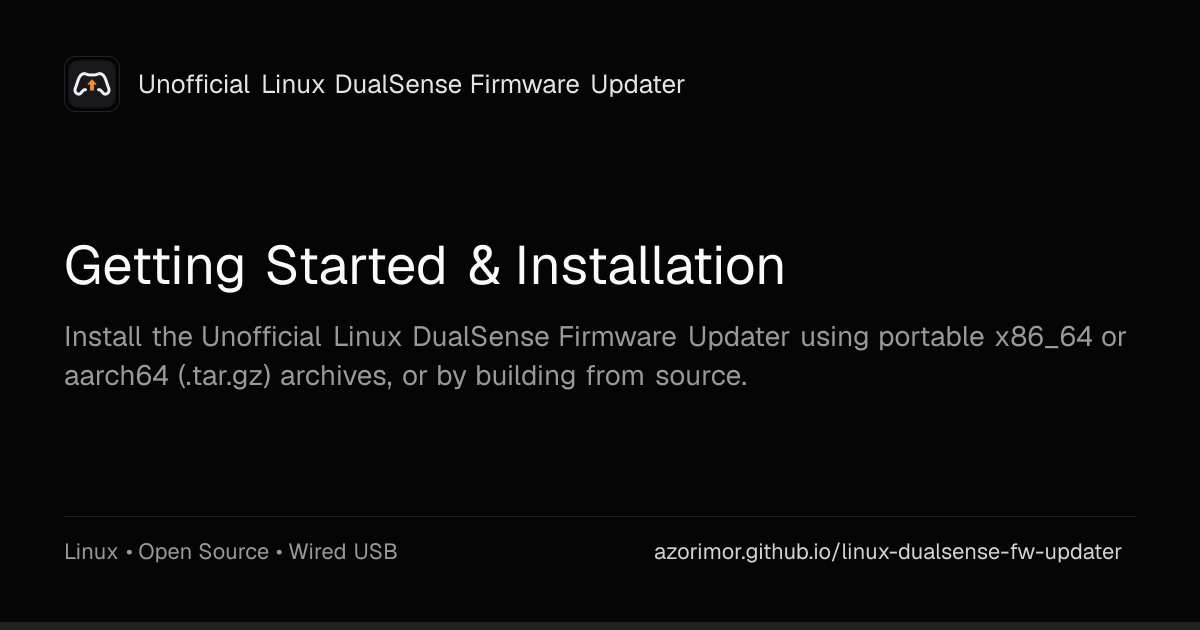 Unofficial Linux DualSense Firmware Updater
Getting Started & Installation
Install the Unofficial Linux DualSense Firmware Updater using portable x86_64 or
aarch64 (.tar.gz) archives, or by building from source.
Linux • Open Source • Wired USB
azorimor.github.io/linux-dualsense-fw-updater